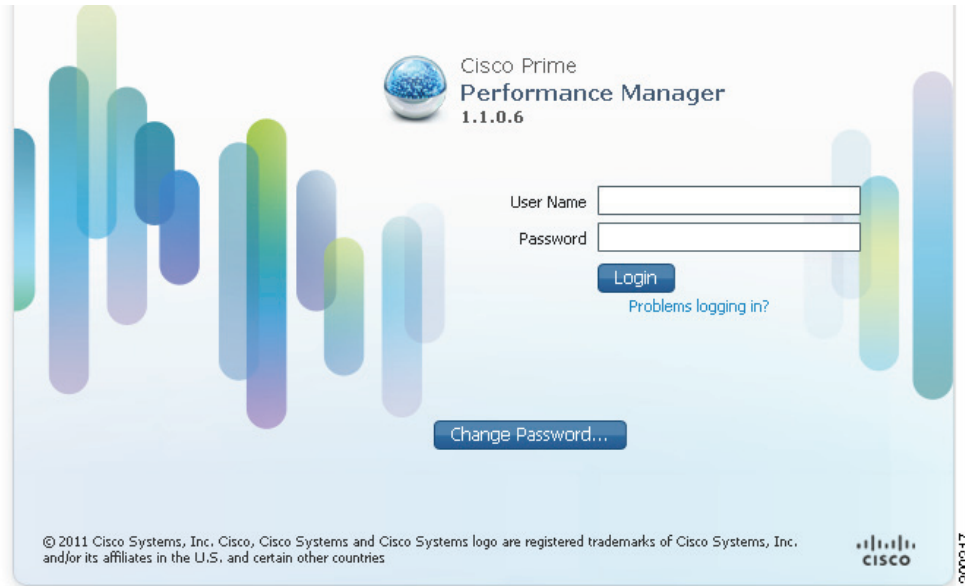 Cisco Prime
Performance Manager
1.1.0.6
User Name
Password
Login
Problems logging in?
Change Password...
© 2011 Cisco Systems, Inc. Cisco, Cisco Systems and Cisco Systems logo are registered trademarks of Cisco Systems, Inc.
and/or its affiliates in the U.S. and certain other countries
CISCO